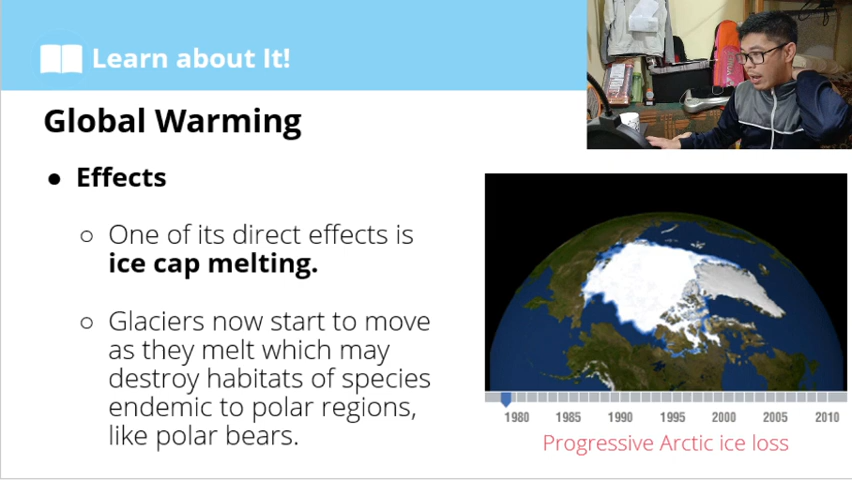 Learn about It!
Global Warming
● Effects
○ One of its direct effects is
ice cap melting.
○ Glaciers now start to move
as they melt which may
destroy habitats of species
endemic to polar regions,
like polar bears.
1980 1985 1990 1995 2000 2005 2010
Progressive Arctic ice loss